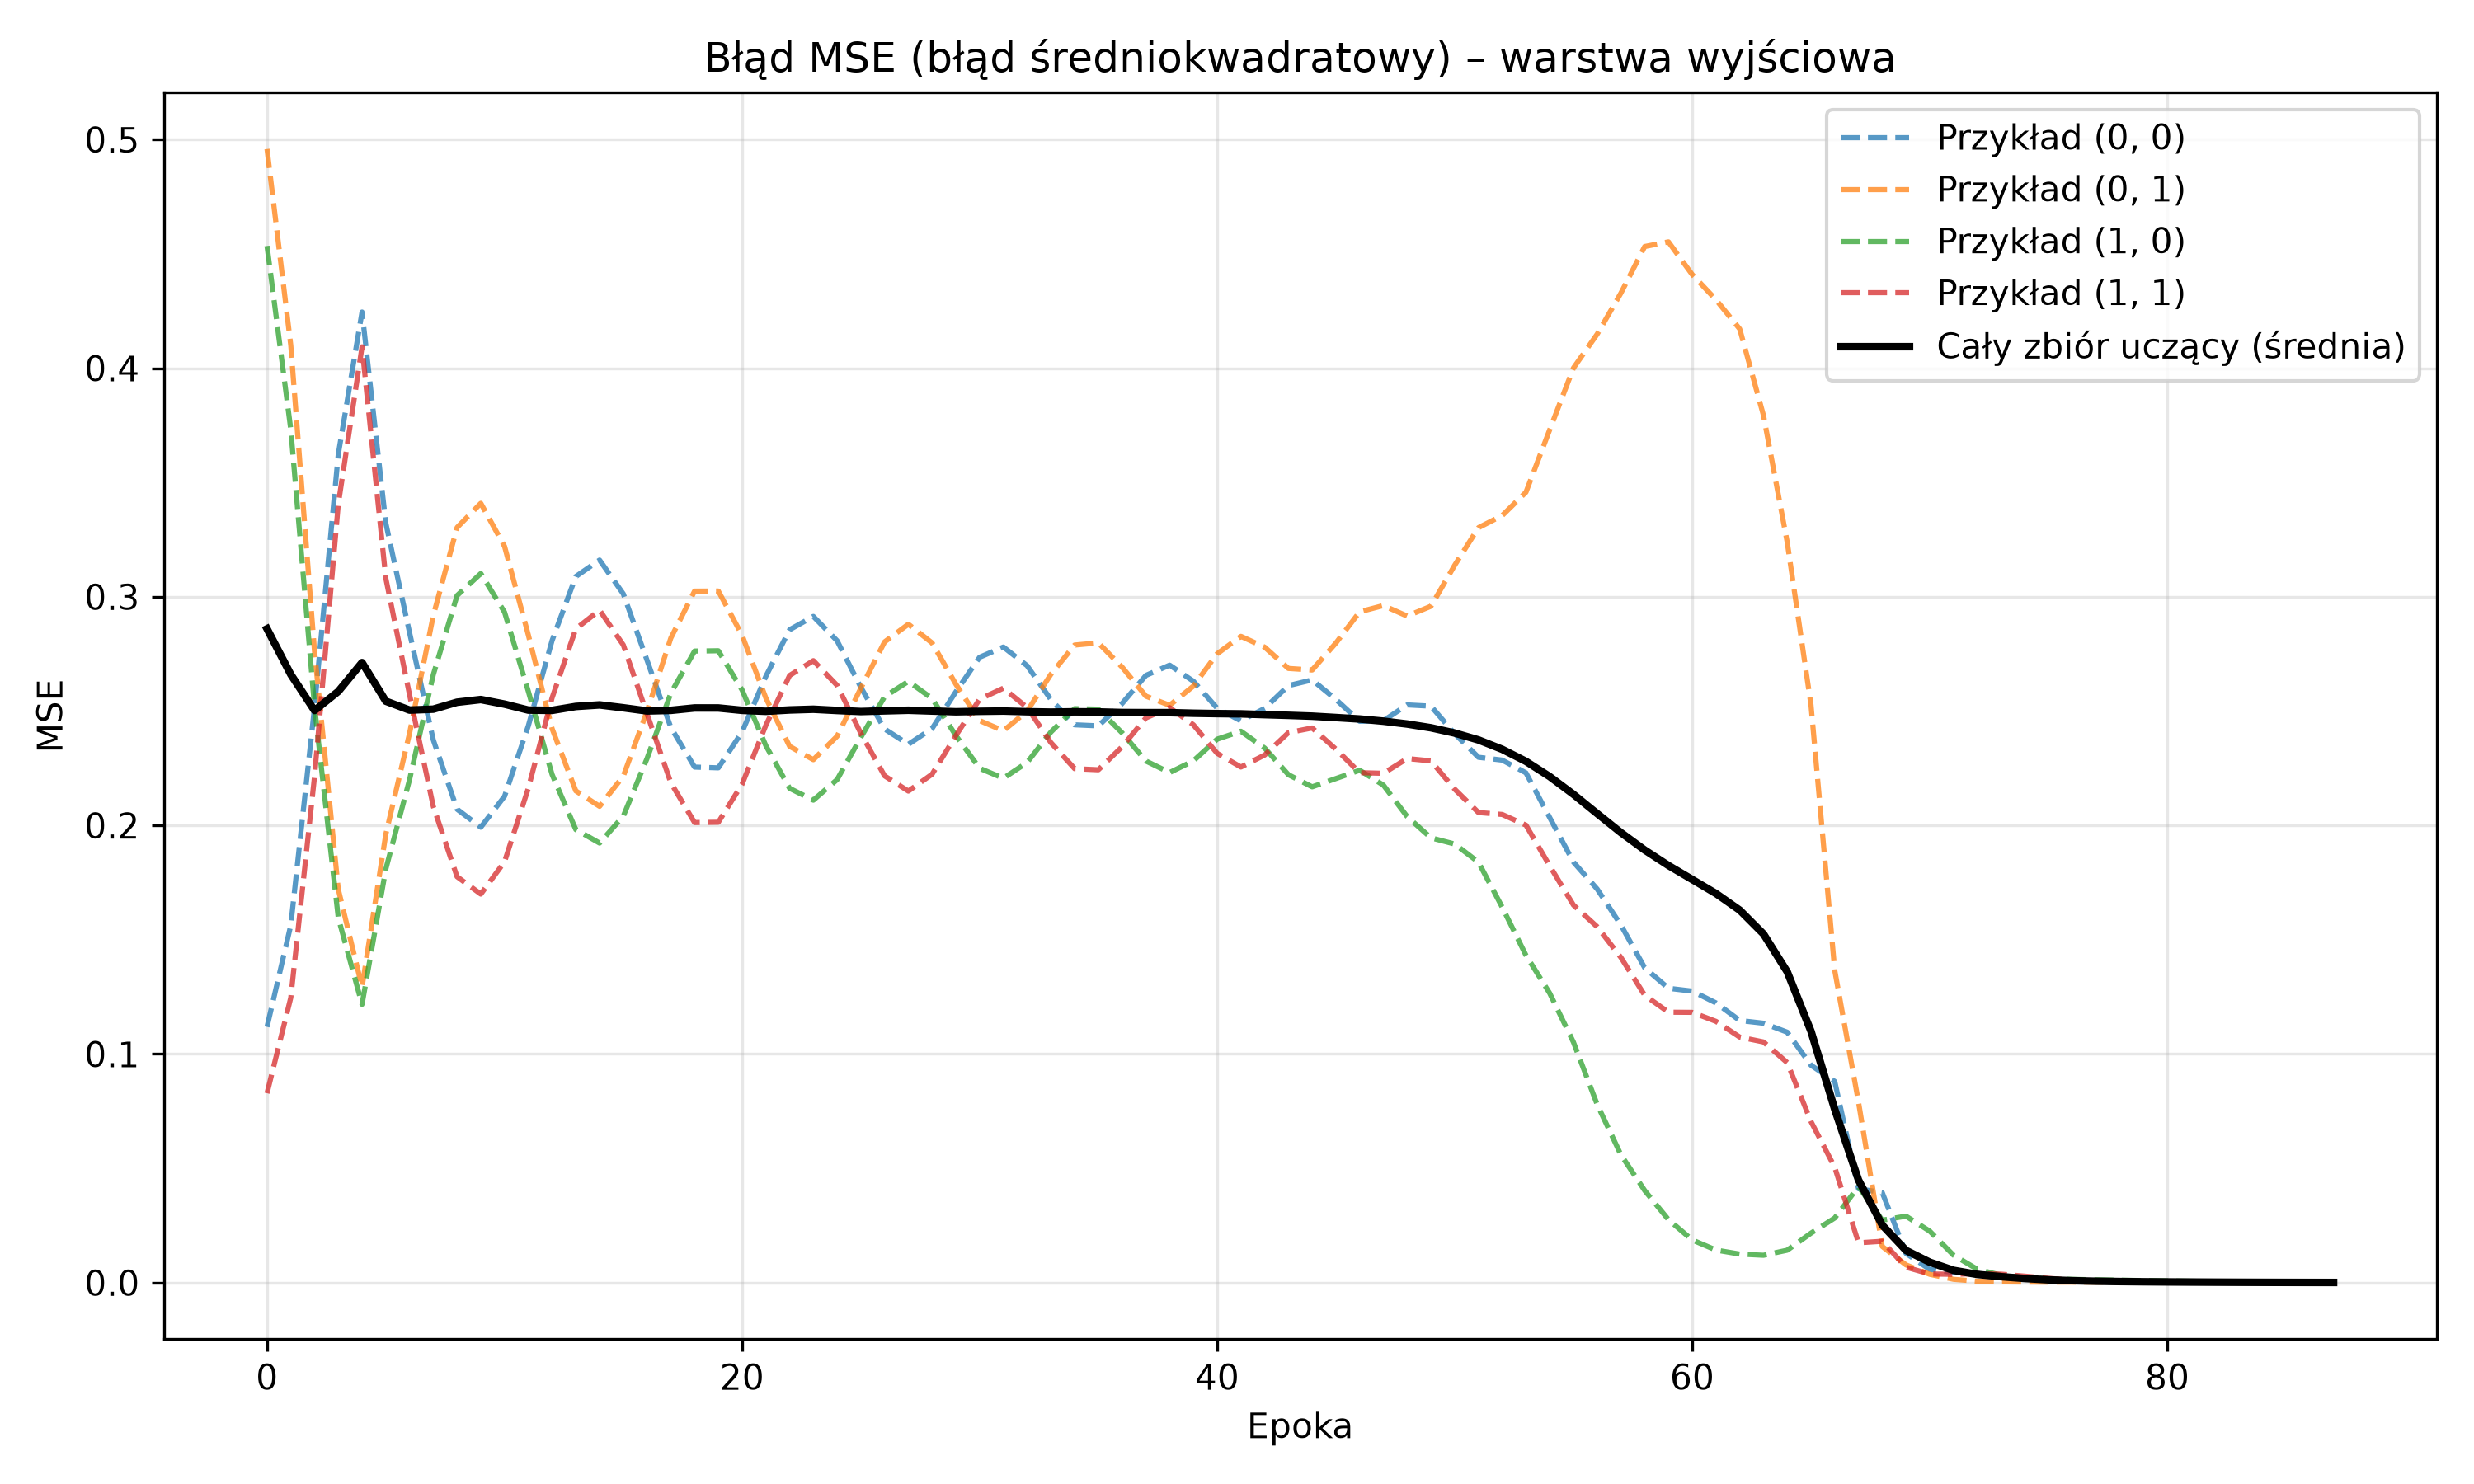 Błąd MSE (błąd średniokwadratowy) – warstwa wyjściowa
Przykład (0, 0)
Przykład (0, 1)
Przykład (1, 0)
Przykład (1, 1)
Cały zbiór uczący (średnia)
MSE
0.5
0.4
0.3
0.2
0.1
0.0
0 20 40 60 80
Epoka